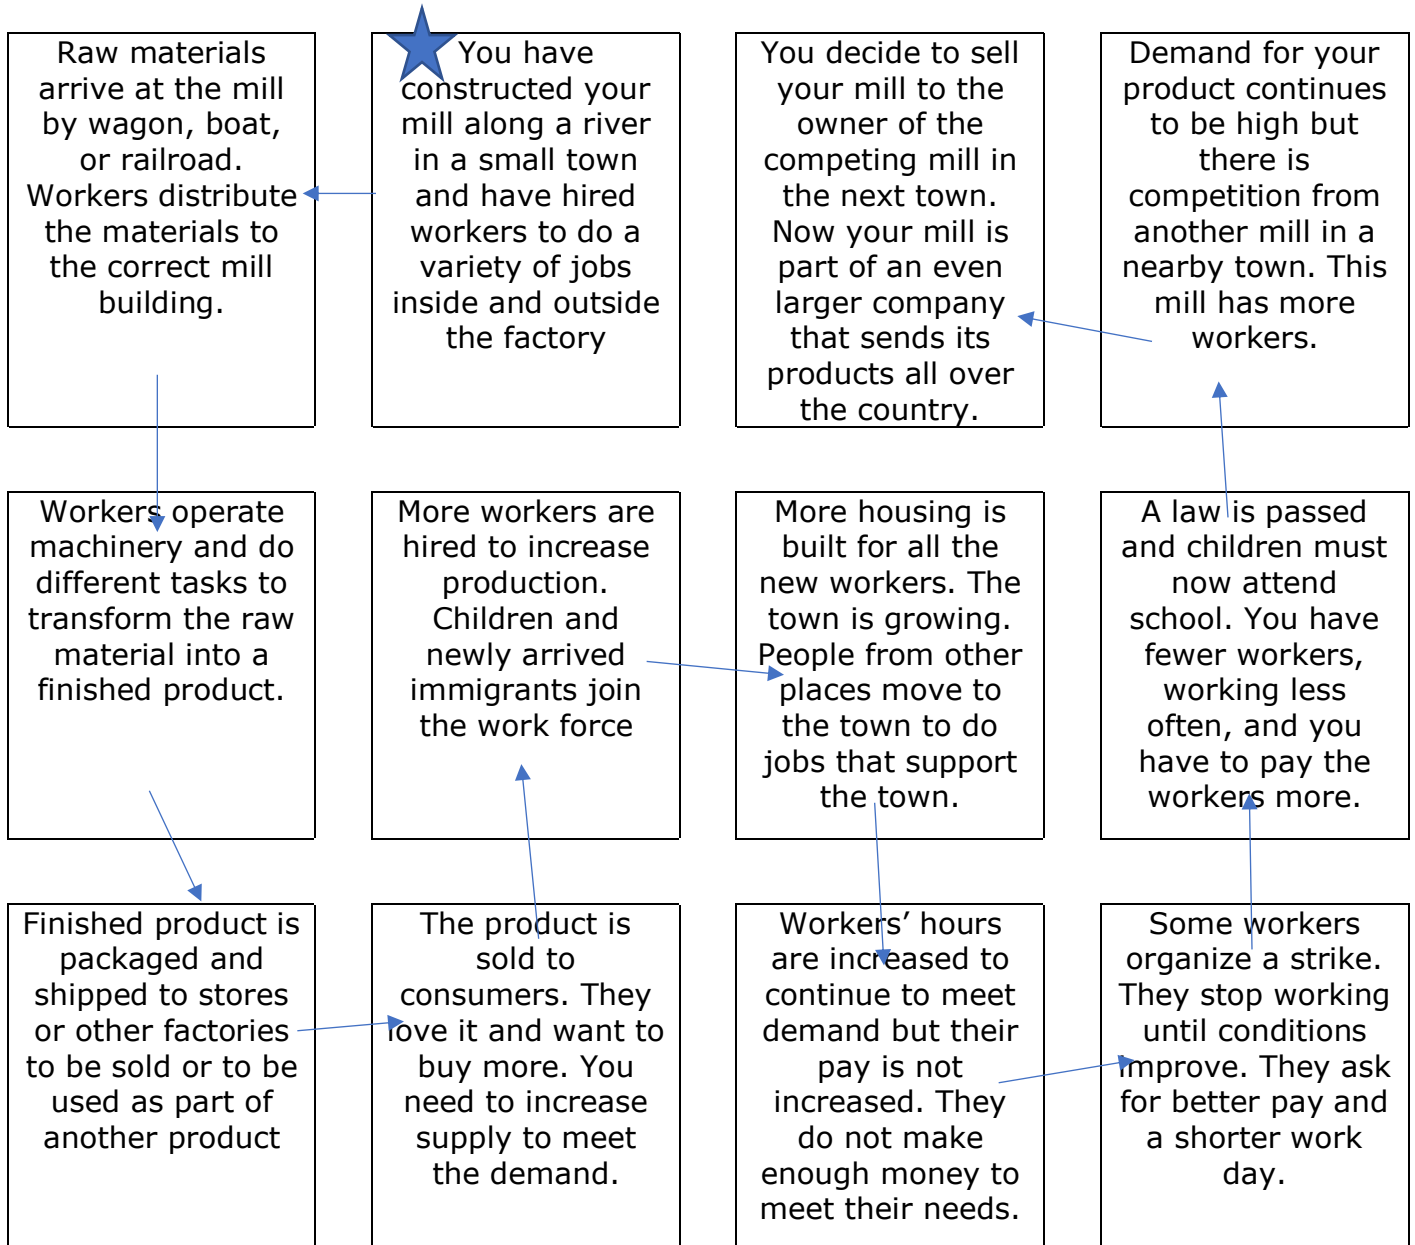 Raw materials
arrive at the mill
by wagon, boat,
or railroad.
Workers distribute
the materials to
the correct mill
building.
You have
constructed your
mill along a river
in a small town
and have hired
workers to do a
variety of jobs
inside and outside
the factory
You decide to sell
your mill to the
owner of the
competing mill in
the next town.
Now your mill is
part of an even
larger company
that sends its
products all over
the country.
Demand for your
product continues
to be high but
there is
competition from
another mill in a
nearby town. This
mill has more
workers.
Workers operate
machinery and do
different tasks to
transform the raw
material into a
finished product.
More workers are
hired to increase
production.
Children and
newly arrived
immigrants join
the work force
More housing is
built for all the
new workers. The
town is growing.
People from other
places move to
the town to do
jobs that support
the town.
A law is passed
and children must
now attend
school. You have
fewer workers,
working less
often, and you
have to pay the
workers more.
Finished product is
packaged and
shipped to stores
or other factories
to be sold or to be
used as part of
another product
The product is
sold to
consumers. They
love it and want to
buy more. You
need to increase
supply to meet
the demand.
Workers’ hours
are increased to
continue to meet
demand but their
pay is not
increased. They
do not make
enough money to
meet their needs.
Some workers
organize a strike.
They stop working
until conditions
improve. They ask
for better pay and
a shorter work
day.